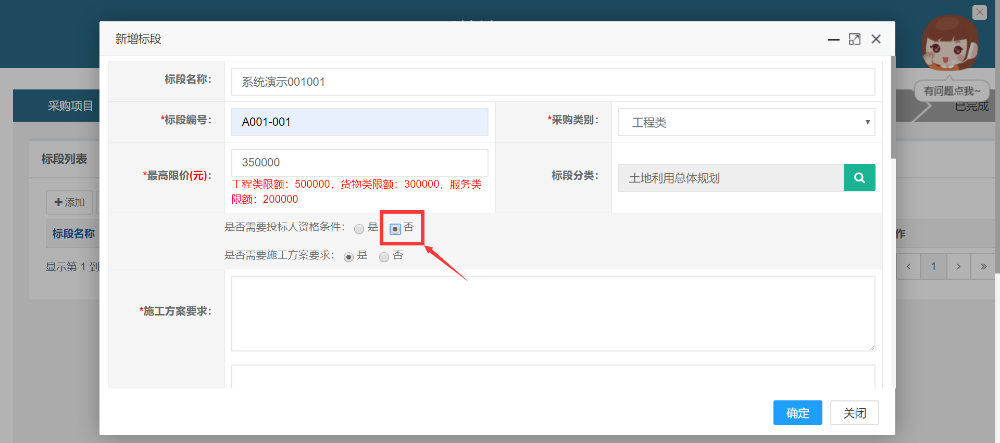 新增标段
有问题点我~
采购项目
已完成
标段列表
添加
标段名称
作
显示第 1 到
1
标段名称：
系统演示001001
*标段编号：
A001-001
*采购类别：
工程类
*最高限价(元)：
350000
工程类限额：500000，货物类限额：300000，服务类
限额：200000
标段分类：
土地利用总体规划
是否需要投标人资格条件： 是 否
是否需要施工方案要求： 是 否
*施工方案要求：
确定
关闭